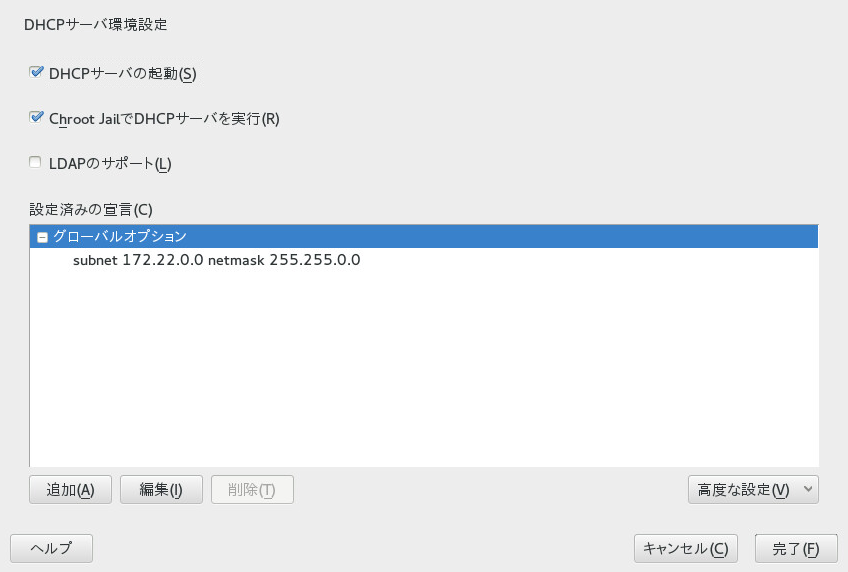 DHCPサーバ環境設定
DHCPサーバの起動(S)
Chroot JailでDHCPサーバを実行(R)
LDAPのサポート(L)
設定済みの宣言(C)
グローバルオプション
subnet 172.22.0.0 netmask 255.255.0.0
追加(A) 編集(I) 削除(T) 高度な設定(V)
ヘルプ キャンセル(C) 完了(F)